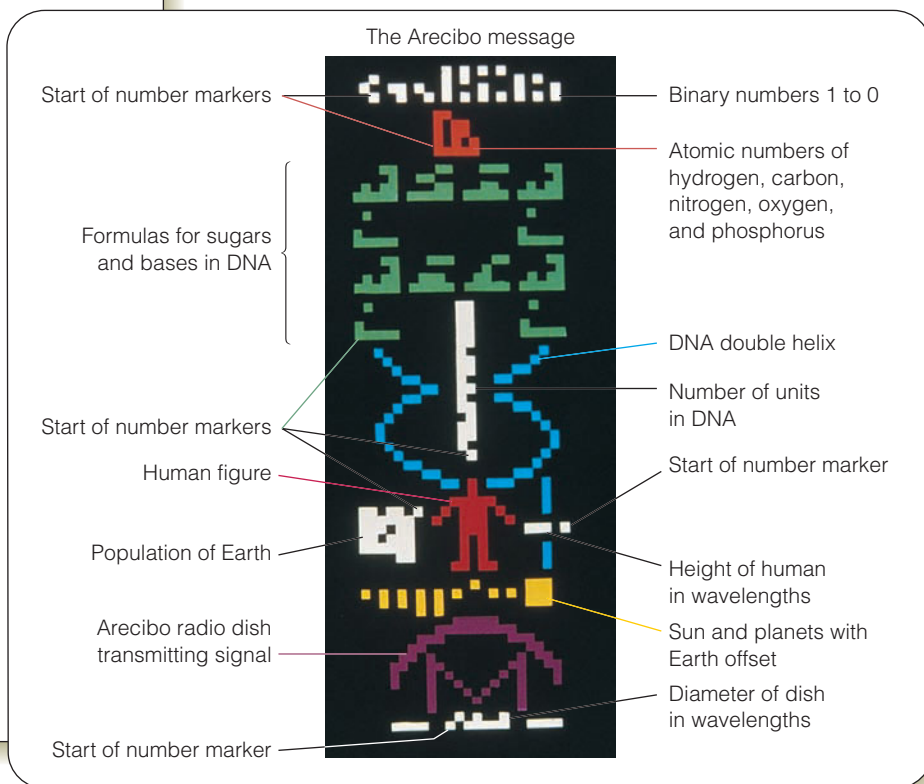 The Arecibo message
Start of number markers
Binary numbers 1 to 0
Atomic numbers of
hydrogen, carbon,
nitrogen, oxygen,
and phosphorus
Formulas for sugars
and bases in DNA
DNA double helix
Number of units
in DNA
Start of number markers
Start of number marker
Human figure
Population of Earth
Height of human
in wavelengths
Arecibo radio dish
transmitting signal
Sun and planets with
Earth offset
Diameter of dish
in wavelengths
Start of number marker